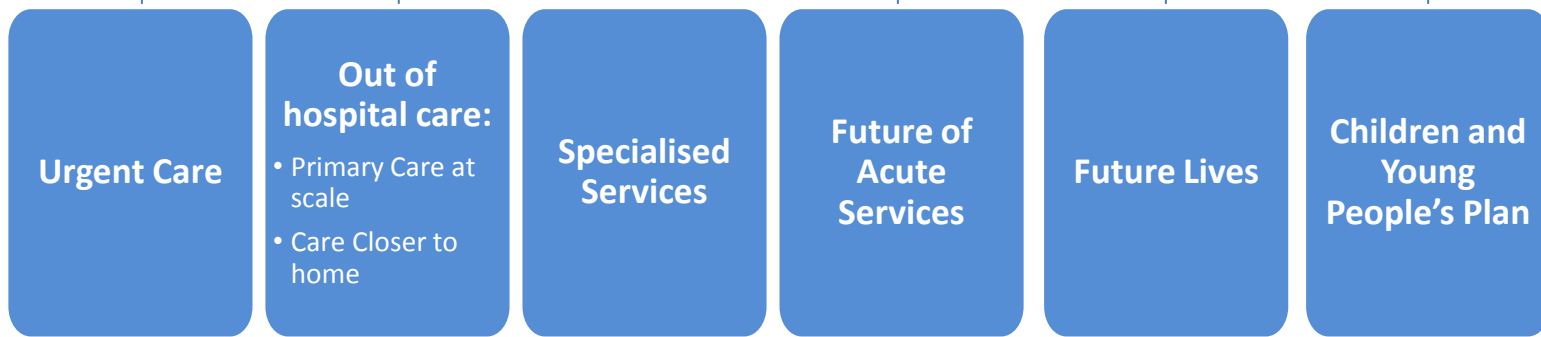 Urgent Care
Out of
hospital care:
• Primary Care at
scale
• Care Closer to
home
Specialised
Services
Future of
Acute
Services
Future Lives
Children and
Young
People’s Plan